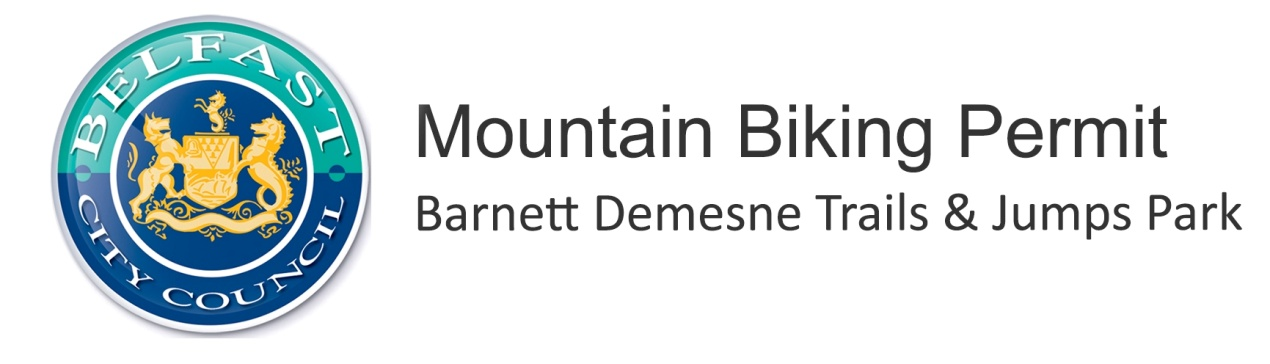 BELFAST
CITY COUNCIL
Mountain Biking Permit
Barnett Demesne Trails & Jumps Park